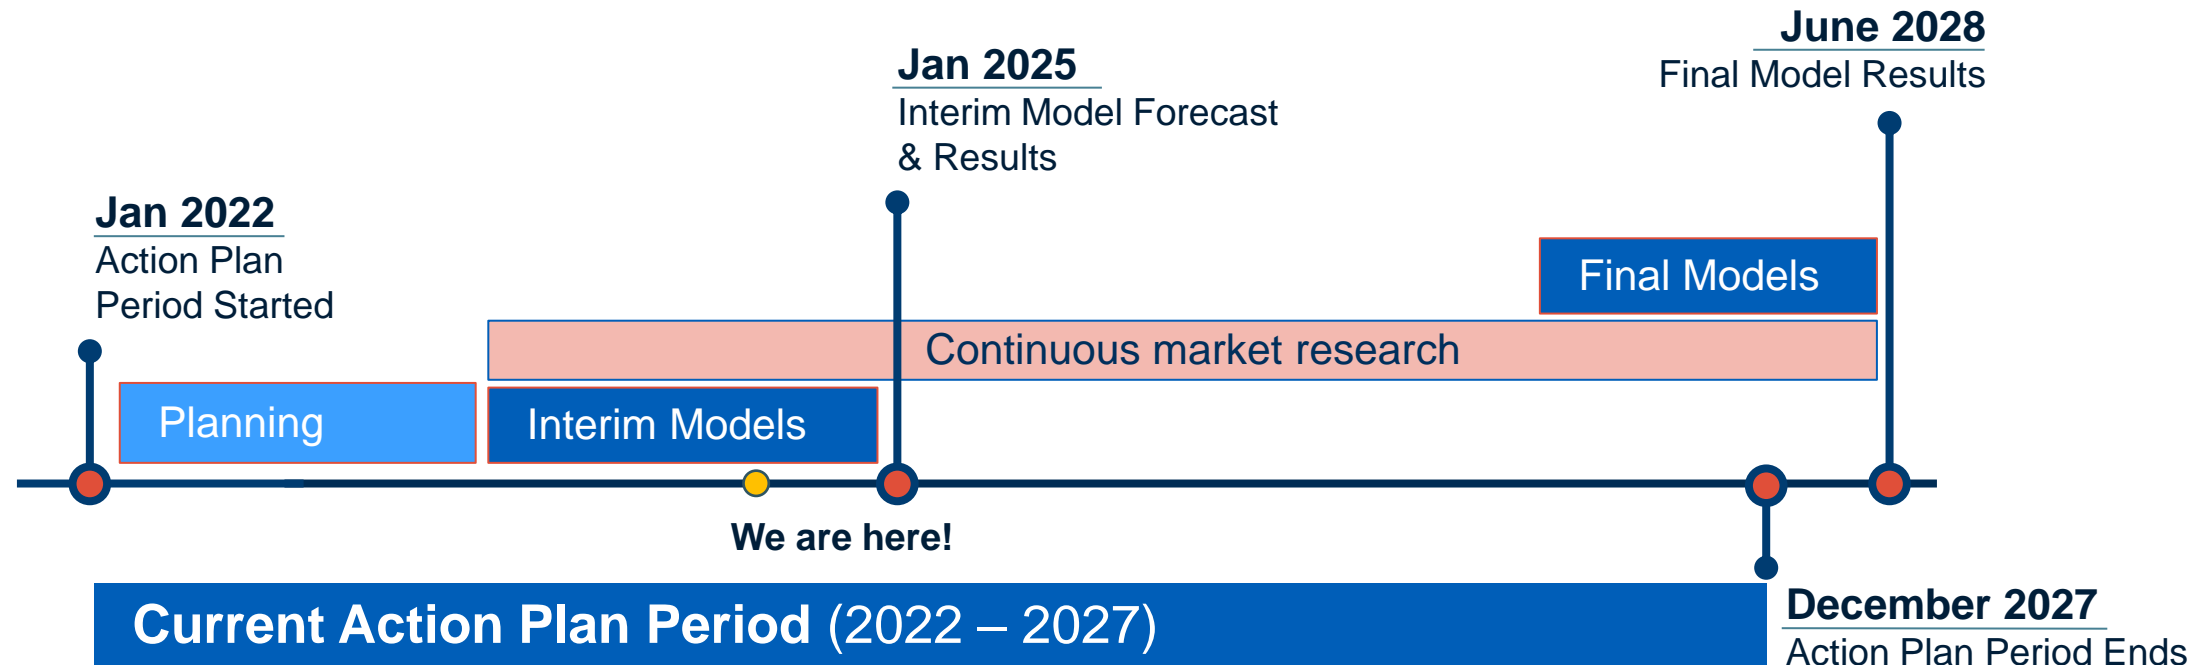 June 2028
Final Model Results
Jan 2025
Interim Model Forecast
& Results
Jan 2022
Action Plan
Period Started
Final Models
Continuous market research
Planning
Interim Models
We are here!
Current Action Plan Period (2022 – 2027)
December 2027
Action Plan Period Ends